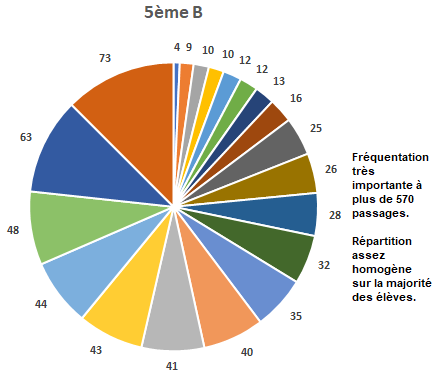 5ème B
4
9
10
10
12
12
13
16
25
26
28
32
35
40
41
43
44
48
63
73
Fréquentation
très
importante à
plus de 570
passages.
Répartition
assez
homogène
sur la majorité
des élèves.